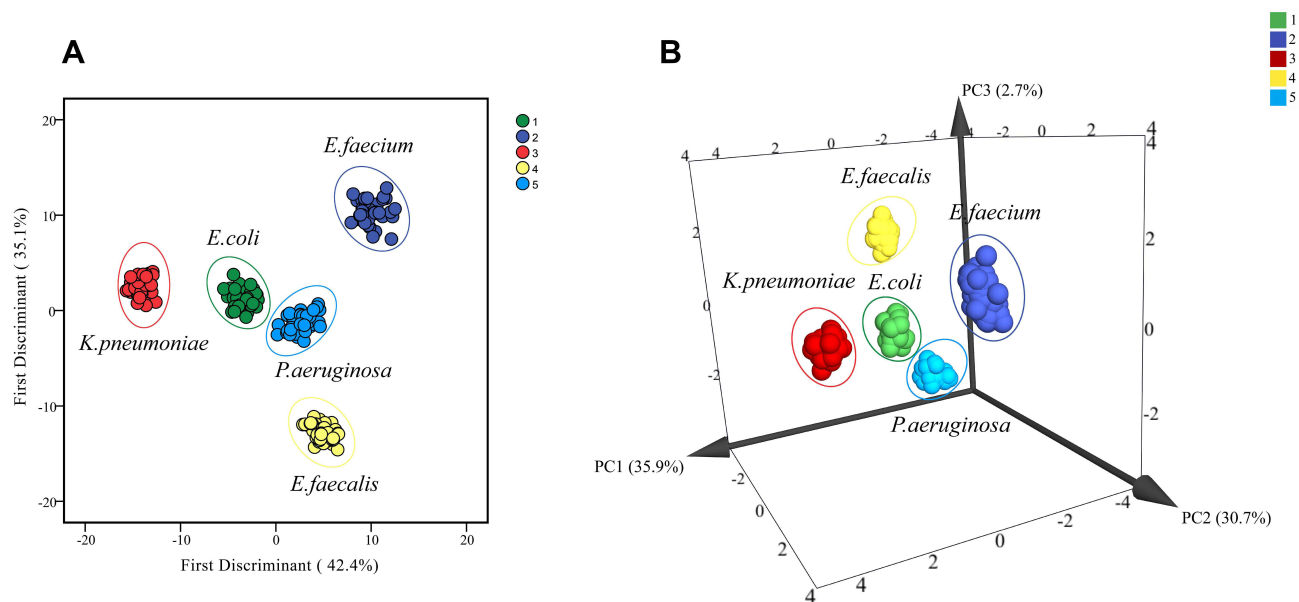 A
20
10
0
-10
-20
-20
-10
0
10
20
First Discriminant ( 35.1%)
First Discriminant ( 42.4%)
E.faecium
E.coli
K.pneumoniae
P.aeruginosa
E.faecalis
1
2
3
4
5
B
PC3 (2.7%)
4 4 2 0 -2 -4 -2 0 2 4
4
2
0
-2
2
0
-2
E.faecalis
E.faecium
K.pneumoniae
E.coli
P.aeruginosa
PC1 (35.9%)
PC2 (30.7%)
-2
0
2
4
4
2
0
-2
-4
1
2
3
4
5